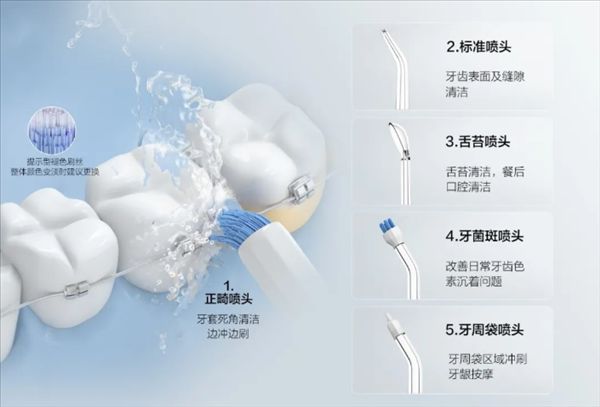 提示型褪色刷丝
整体颜色变淡时建议更换
1.
正畸喷头
牙套死角清洁
边冲边刷
2.标准喷头
牙齿表面及缝隙
清洁
3.舌苔喷头
舌苔清洁，餐后
口腔清洁
4.牙菌斑喷头
改善日常牙齿色
素沉着问题
5.牙周袋喷头
牙周袋区域冲刷
牙龈按摩